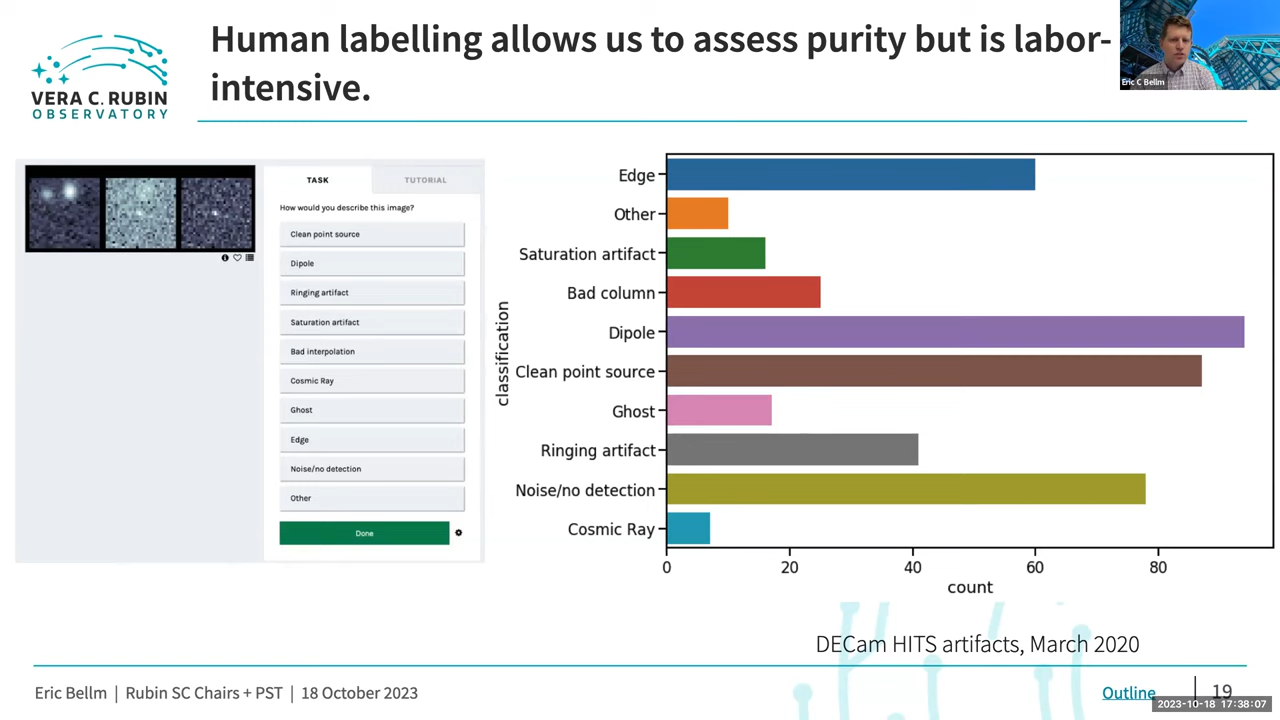 Human labelling allows us to assess purity but is labor-
intensive.
VERA C. RUBIN
OBSERVATORY
Eric C Bellm
TASK
TUTORIAL
How would you describe this image?
Clean point source
Dipole
Ringing artifact
Saturation artifact
Bad interpolation
Cosmic Ray
Ghost
Edge
Noise/no detection
Other
Done
classification
Edge
Other
Saturation artifact
Bad column
Dipole
Clean point source
Ghost
Ringing artifact
Noise/no detection
Cosmic Ray
0 20 40 60 80
count
DECam HITS artifacts, March 2020
Eric Bellm | Rubin SC Chairs + PST | 18 October 2023
Outline | 19
2023-10-18 17:38:07